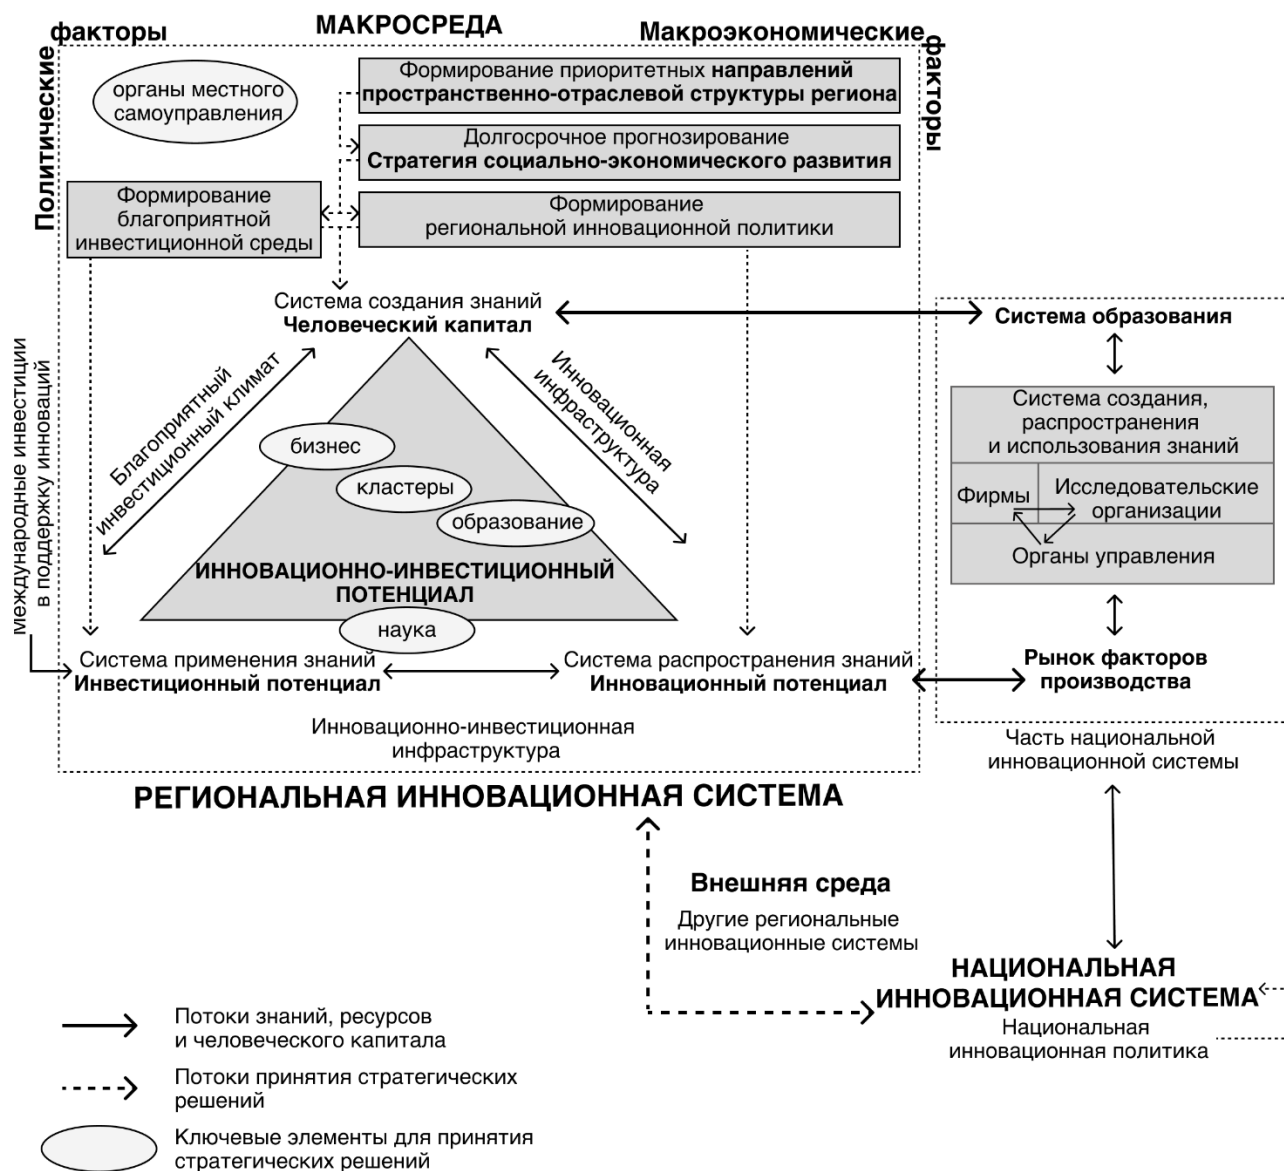 МАКРОСРЕДА
факторы
Политические
Макроэкономические
факторы
органы местного
самоуправления
Формирование приоритетных направлений
пространственно-отраслевой структуры региона
Долгосрочное прогнозирование
Стратегия социально-экономического развития
Формирование
благоприятной
инвестиционной среды
Формирование
региональной инновационной политики
Система создания знаний
Человеческий капитал
международные инвестиции
в поддержку инноваций
Благоприятный
инвестиционный климат
Инновационная
инфраструктура
бизнес
кластеры
образование
ИННОВАЦИОННО-ИНВЕСТИЦИОННЫЙ
ПОТЕНЦИАЛ
наука
Система применения знаний
Инвестиционный потенциал
Система распространения знаний
Инновационный потенциал
Инновационно-инвестиционная
инфраструктура
РЕГИОНАЛЬНАЯ ИННОВАЦИОННАЯ СИСТЕМА
Система образования
Система создания,
распространения
и использования знаний
Фирмы
Исследовательские
организации
Органы управления
Рынок факторов
производства
Часть национальной
инновационной системы
Внешняя среда
Другие региональные
инновационные системы
НАЦИОНАЛЬНАЯ
ИННОВАЦИОННАЯ СИСТЕМА
Национальная
инновационная политика
Потоки знаний, ресурсов
и человеческого капитала
Потоки принятия стратегических
решений
Ключевые элементы для принятия
стратегических решений